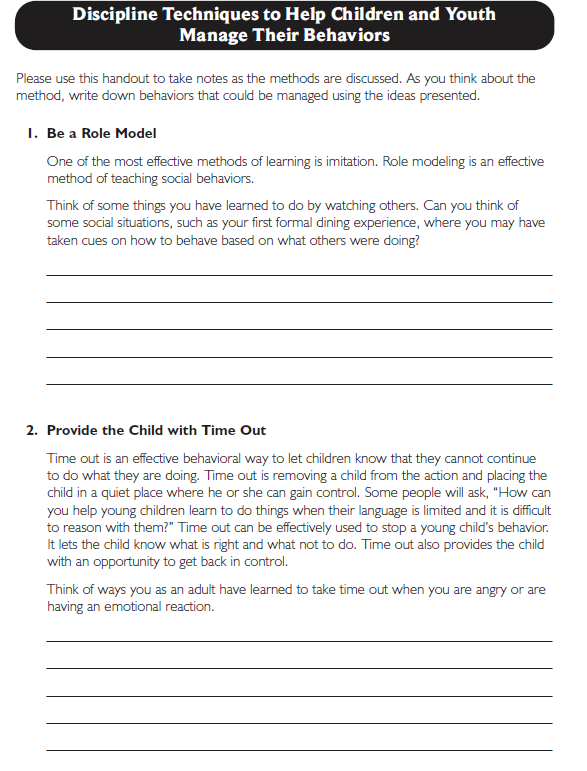 Discipline Techniques to Help Children and Youth
Manage Their Behaviors
Please use this handout to take notes as the methods are discussed. As you think about the
method, write down behaviors that could be managed using the ideas presented.
1. Be a Role Model
One of the most effective methods of learning is imitation. Role modeling is an effective
method of teaching social behaviors.
Think of some things you have learned to do by watching others. Can you think of
some social situations, such as your first formal dining experience, where you may have
taken cues on how to behave based on what others were doing?
2. Provide the Child with Time Out
Time out is an effective behavioral way to let children know that they cannot continue
to do what they are doing. Time out is removing a child from the action and placing the
child in a quiet place where he or she can gain control. Some people will ask, “How can
you help young children learn to do things when their language is limited and it is difficult
to reason with them?” Time out can be effectively used to stop a young child’s behavior.
It lets the child know what is right and what not to do. Time out also provides the child
with an opportunity to get back in control.
Think of ways you as an adult have learned to take time out when you are angry or are
having an emotional reaction.